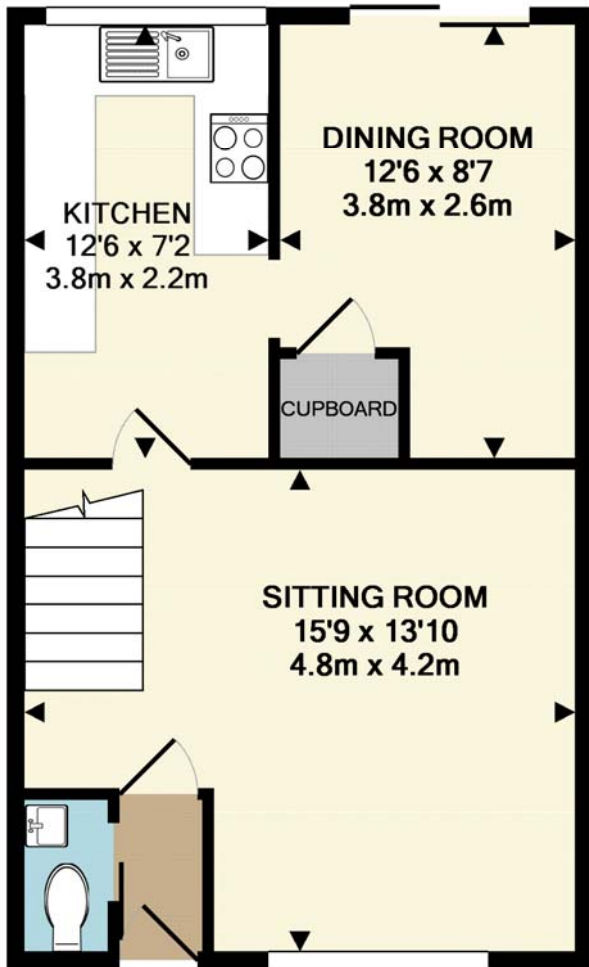 KITCHEN
12'6 x 7'2
3.8m x 2.2m
DINING ROOM
12'6 x 8'7
3.8m x 2.6m
CUPBOARD
SITTING ROOM
15'9 x 13'10
4.8m x 4.2m